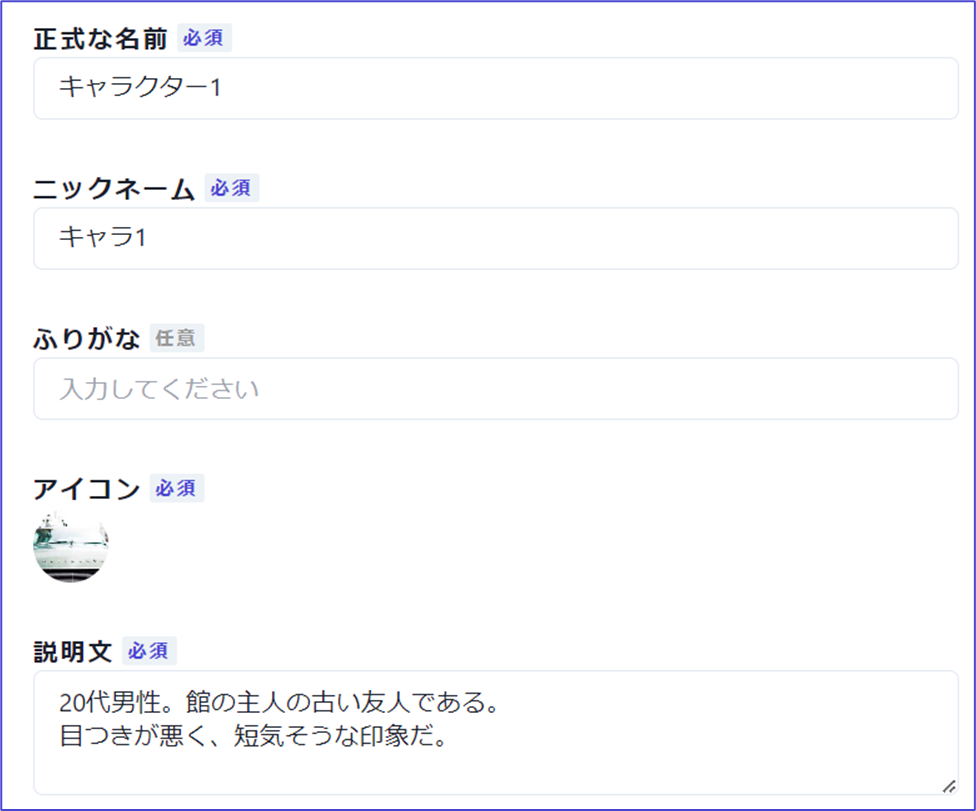 正式な名前 必須
キャラクター1
ニックネーム 必須
キャラ1
ふりがな 任意
入力してください
アイコン 必須
説明文 必須
20代男性。館の主人の古い友人である。
目つきが悪く、短気そうな印象だ。